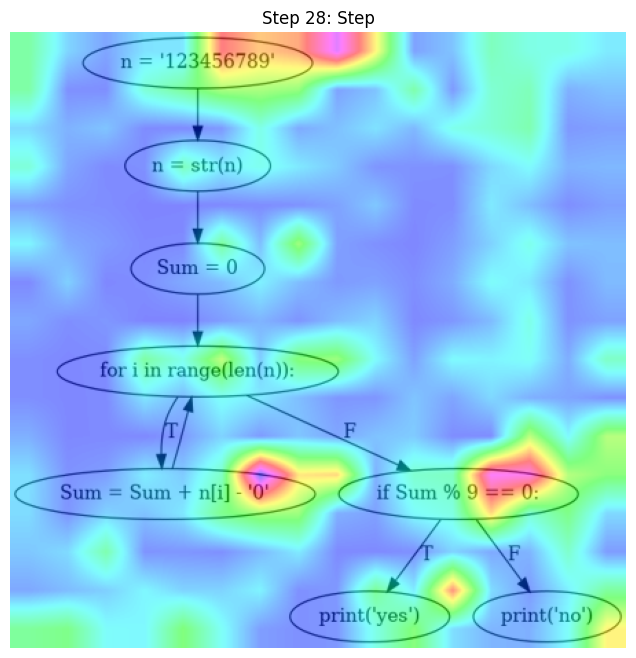 Step 28: Step
n = '123456789'
n = str(n)
Sum = 0
for i in range(len(n)):
T
F
Sum = Sum + n[i] - '0'
if Sum % 9 == 0:
T
F
print('yes')
print('no')